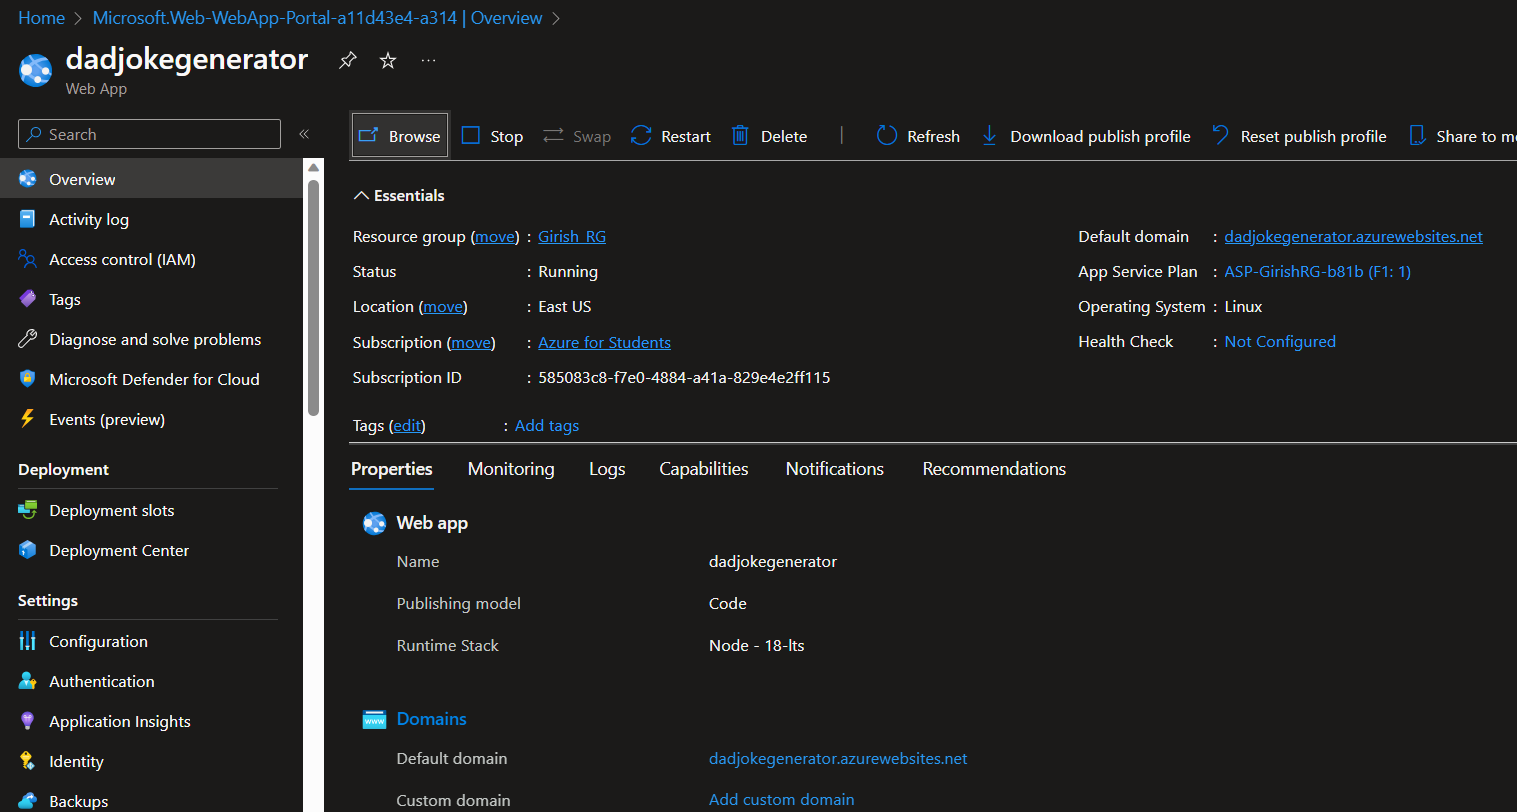 Home > Microsoft.Web-WebApp-Portal-a11d43e4-a314 | Overview >
dadjokegenerator
Web App
Search
Overview
Activity log
Access control (IAM)
Tags
Diagnose and solve problems
Microsoft Defender for Cloud
Events (preview)
Deployment
Deployment slots
Deployment Center
Settings
Configuration
Authentication
Application Insights
Identity
Backups
Browse Stop Swap Restart Delete | Refresh Download publish profile Reset publish profile Share to
Essentials
Resource group (move) : Girish_RG
Status : Running
Location (move) : East US
Subscription (move) : Azure for Students
Subscription ID : 585083c8-f7e0-4884-a41a-829e4e2ff115
Default domain : dadjokegenerator.azurewebsites.net
App Service Plan : ASP-GirishRG-b81b (F1: 1)
Operating System : Linux
Health Check : Not Configured
Tags (edit) : Add tags
Properties Monitoring Logs Capabilities Notifications Recommendations
Web app
Name dadjokegenerator
Publishing model Code
Runtime Stack Node - 18-lts
www
Domains
Default domain dadjokegenerator.azurewebsites.net
Custom domain Add custom domain